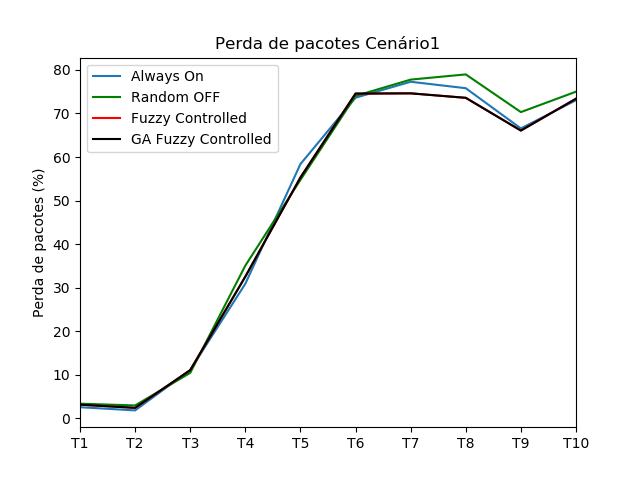 Perda de pacotes Cenário1
Always On
Random OFF
Fuzzy Controlled
GA Fuzzy Controlled
Perda de pacotes (%)
80
70
60
50
40
30
20
10
0
T1 T2 T3 T4 T5 T6 T7 T8 T9 T10